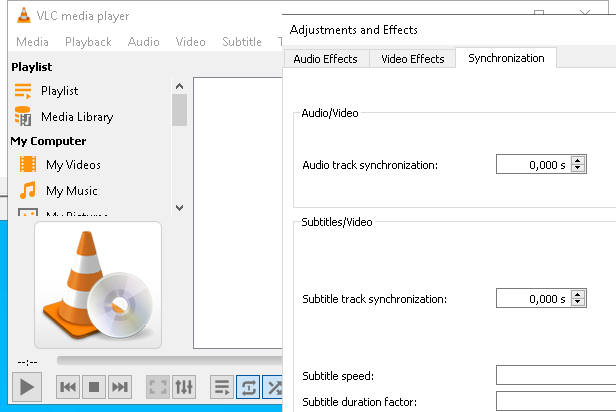 VLC media player
Media Playback Audio Video Subtitle
Playlist
Playlist
Media Library
My Computer
My Videos
My Music
My Pictures
--:--
Adjustments and Effects
Audio Effects Video Effects Synchronization
Audio/Video
Audio track synchronization: 0,000 s
Subtitles/Video
Subtitle track synchronization: 0,000 s
Subtitle speed:
Subtitle duration factor: